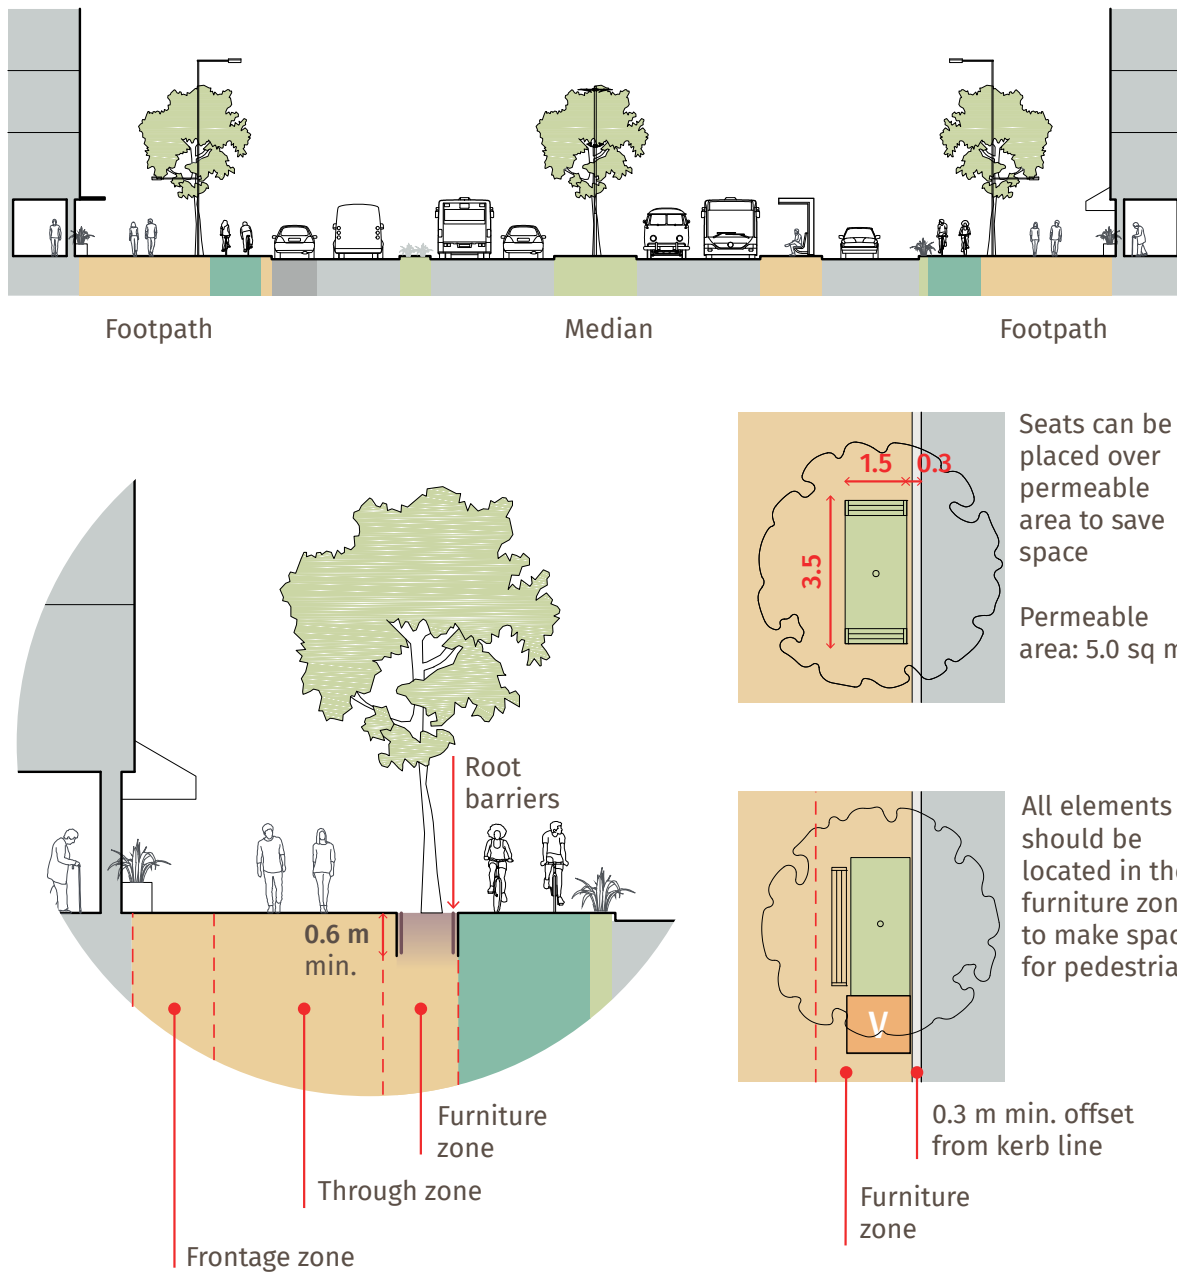 Footpath
Median
Footpath
Seats can be
placed over
permeable
area to save
space
1.5
0.3
3.5
Permeable
area: 5.0 sq m
Root
barriers
0.6 m
min.
All elements
should be
located in the
furniture zon
to make spac
for pedestria
V
Furniture
zone
Through zone
Frontage zone
0.3 m min. offset
from kerb line
Furniture
zone